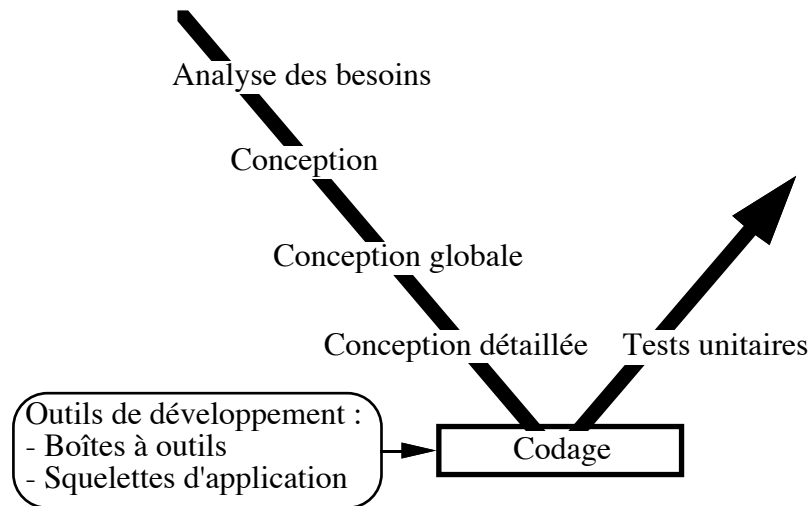 Analyse des besoins
Conception
Conception globale
Conception détaillée
Tests unitaires
Outils de développement :
- Boîtes à outils
- Squelettes d'application
Codage